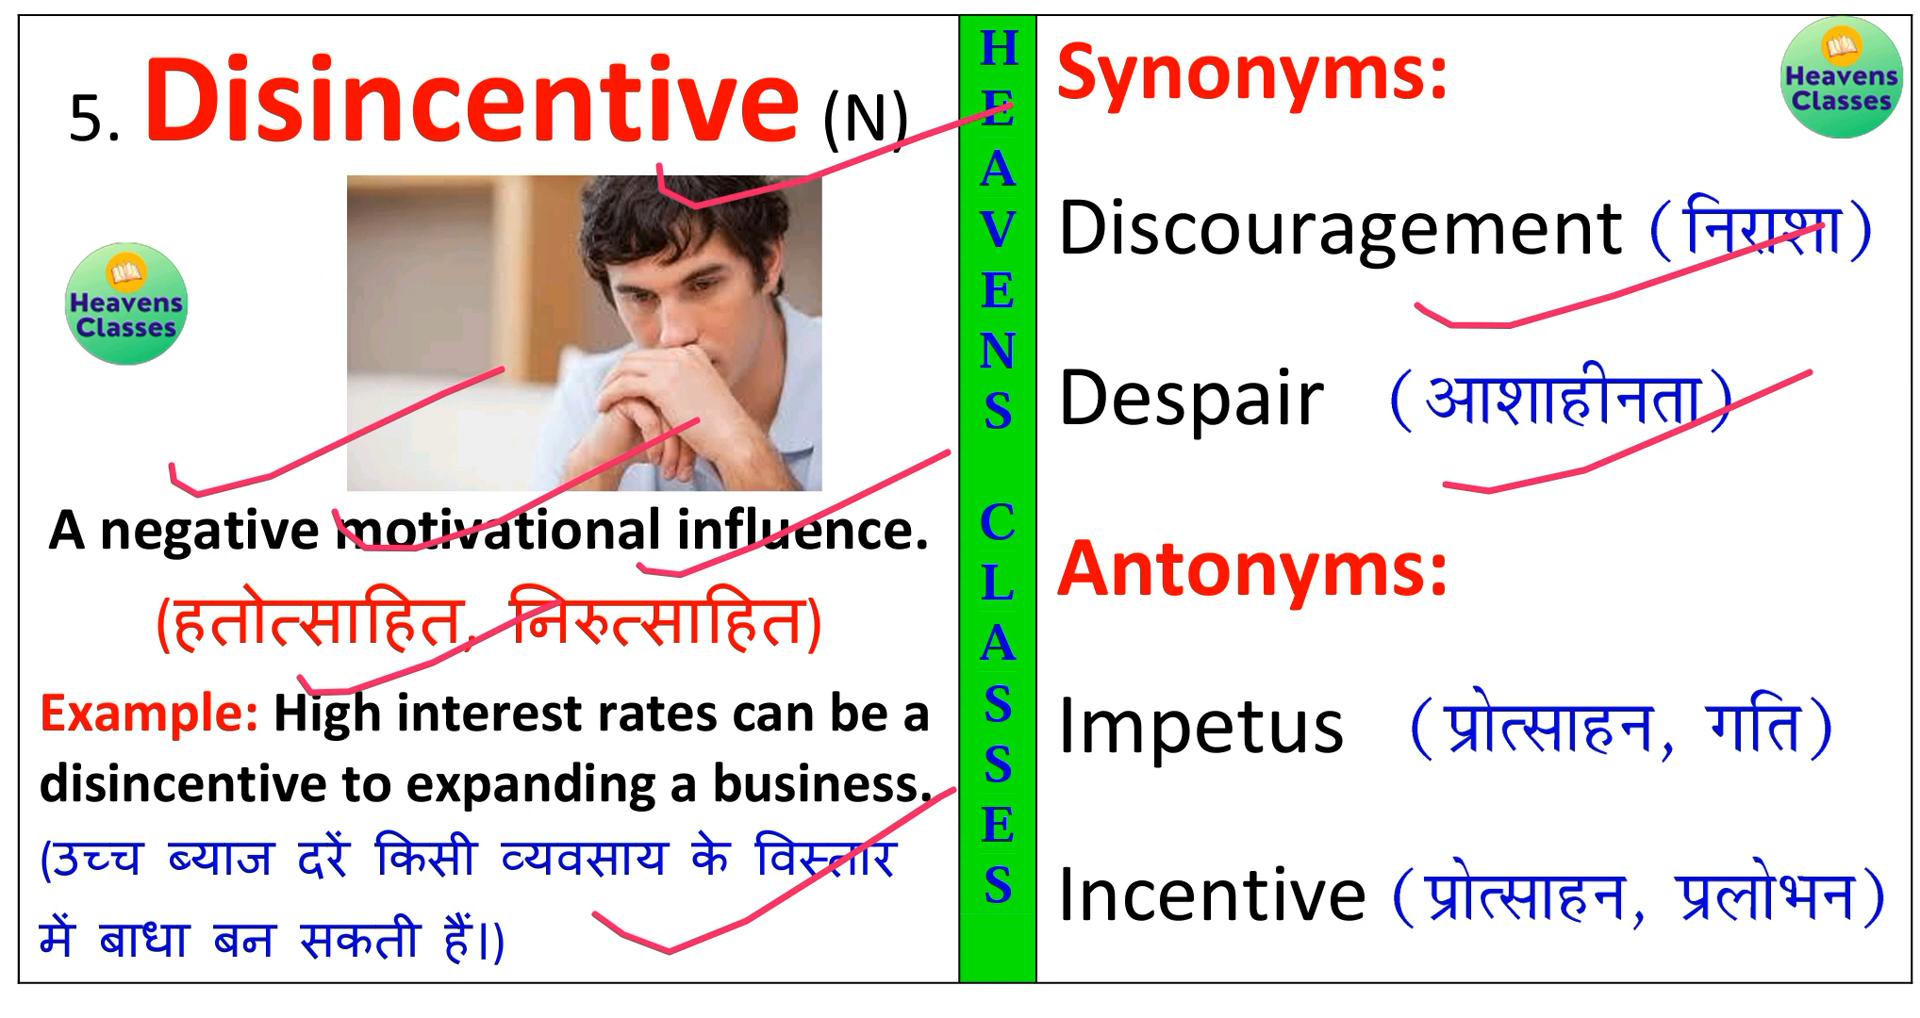 5. Disincentive (N)
Heavens
Classes
A negative motivational influence.
(हतोत्साहित, निरुत्साहित)
Example: High interest rates can be a
disincentive to expanding a business.
(उच्च ब्याज दरें किसी व्यवसाय के विस्तार
में बाधा बन सकती हैं।)
HEAVENS CLASSES
Synonyms:
Heavens
Classes
Discouragement (निराशा)
Despair (आशाहीनता)
Antonyms:
Impetus (प्रोत्साहन, गति)
Incentive (प्रोत्साहन, प्रलोभन)